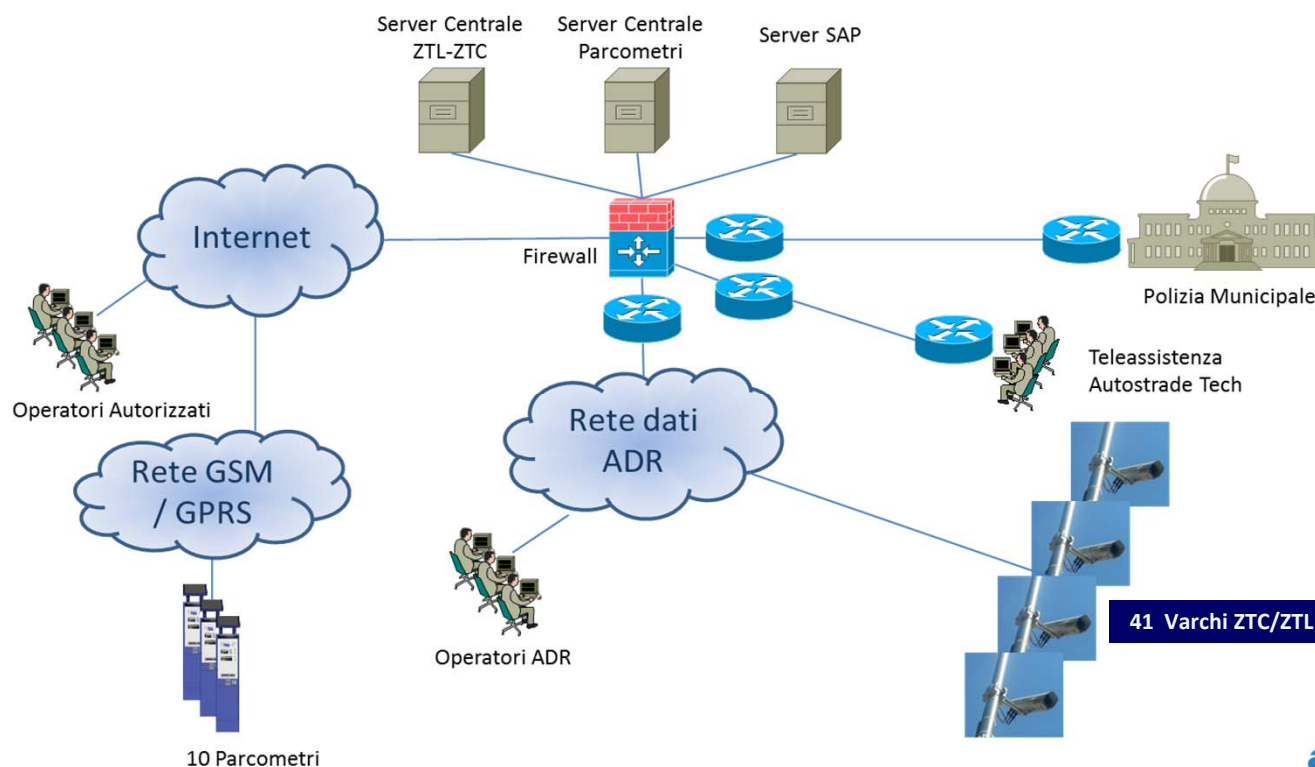 Server Centrale
ZTL-ZTC
Server Centrale
Parcometri
Server SAP
Internet
Firewall
Polizia Municipale
Operatori Autorizzati
Teleassistenza
Autostrade Tech
Rete dati
ADR
Rete GSM
/ GPRS
41 Varchi ZTC/ZTL
Operatori ADR
10 Parcometri